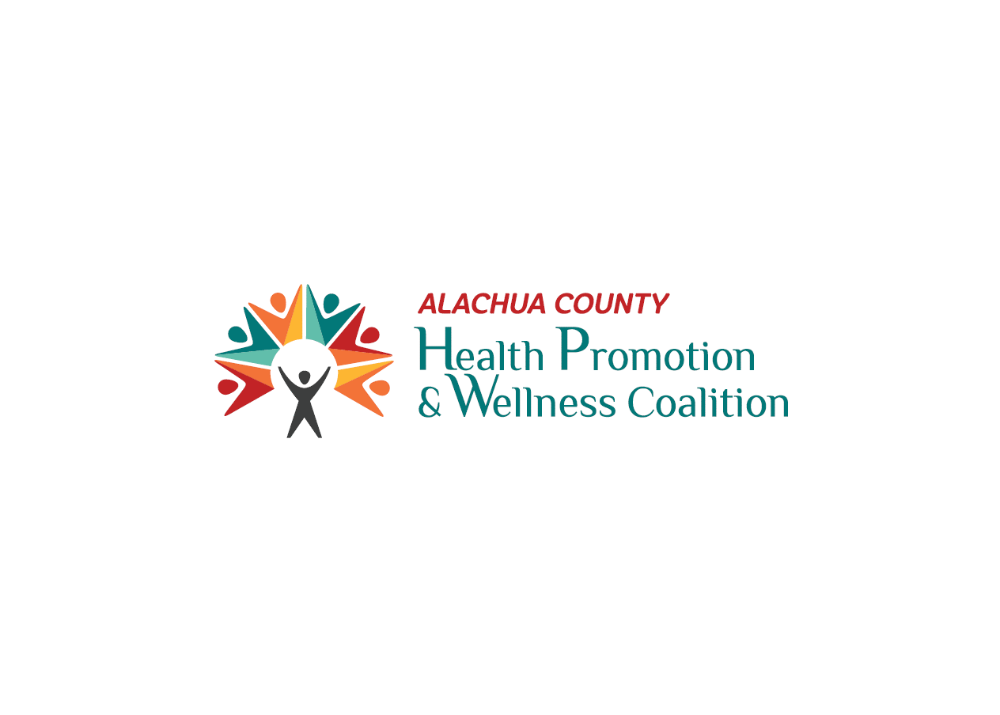 ALACHUA COUNTY
Health Promotion
& Wellness Coalition